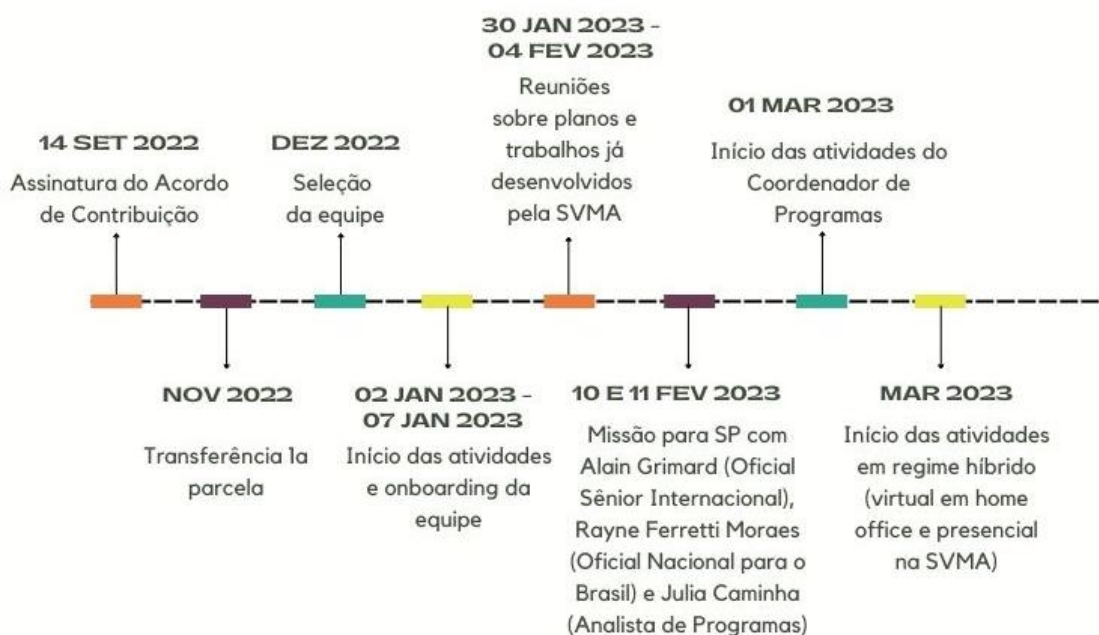 14 SET 2022
Assinatura do Acordo
de Contribuição
NOV 2022
Transferência 1a
parcela
DEZ 2022
Seleção
da equipe
02 JAN 2023 -
07 JAN 2023
Início das atividades
e onboarding da
equipe
30 JAN 2023 -
04 FEV 2023
Reuniões
sobre planos e
trabalhos já
desenvolvidos
pela SVMA
10 E 11 FEV 2023
Missão para SP com
Alain Grimard (Oficial
Sênior Internacional),
Rayne Ferretti Moraes
(Oficial Nacional para o
Brasil) e Julia Caminha
(Analista de Programas)
01 MAR 2023
Início das atividades do
Coordenador de
Programas
MAR 2023
Início das atividades
em regime híbrido
(virtual em home
office e presencial
na SVMA)